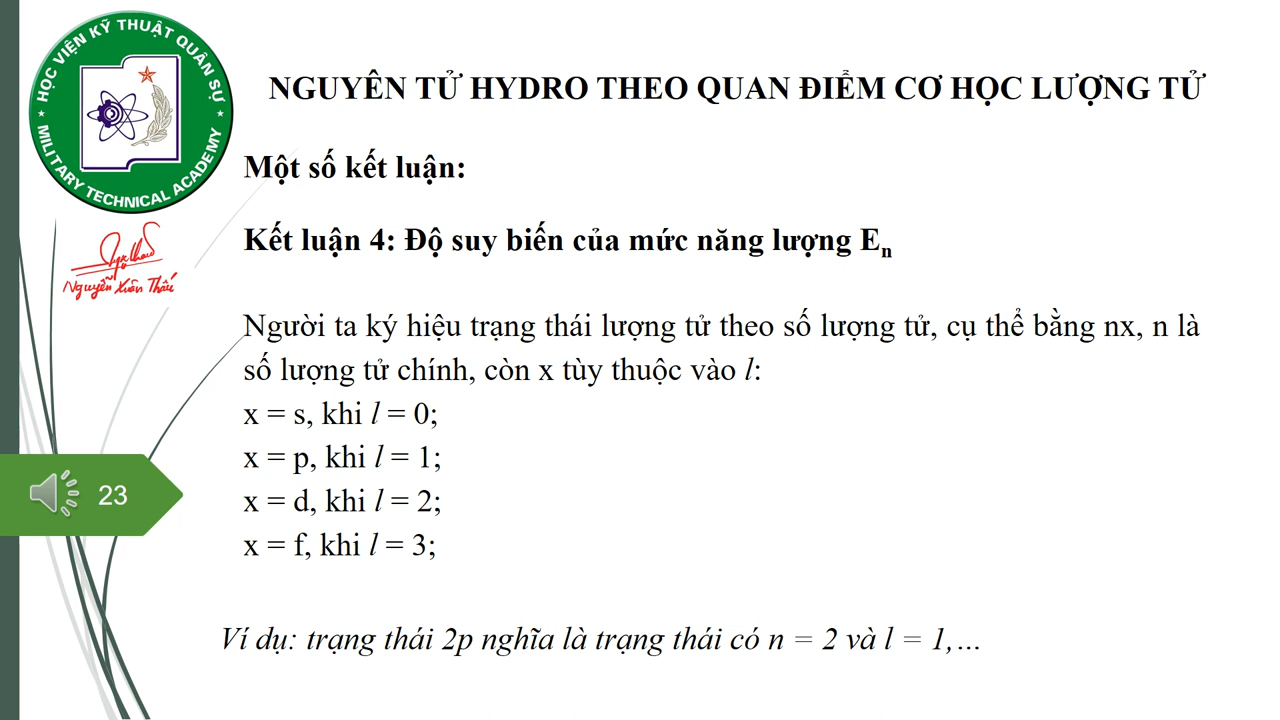 HỌC VIỆN KỸ THUẬT QUÂN SỰ
MILITARY TECHNICAL ACADEMY
NGUYÊN TỬ HYDRO THEO QUAN ĐIỂM CƠ HỌC LƯỢNG TỬ
Một số kết luận:
Kết luận 4: Độ suy biến của mức năng lượng Eₙ
Nguyễn Xuân Thấu
Người ta ký hiệu trạng thái lượng tử theo số lượng tử, cụ thể bằng nx, n là
số lượng tử chính, còn x tùy thuộc vào l:
x = s, khi l = 0;
x = p, khi l = 1;
x = d, khi l = 2;
x = f, khi l = 3;
23
Ví dụ: trạng thái 2p nghĩa là trạng thái có n = 2 và l = 1,...